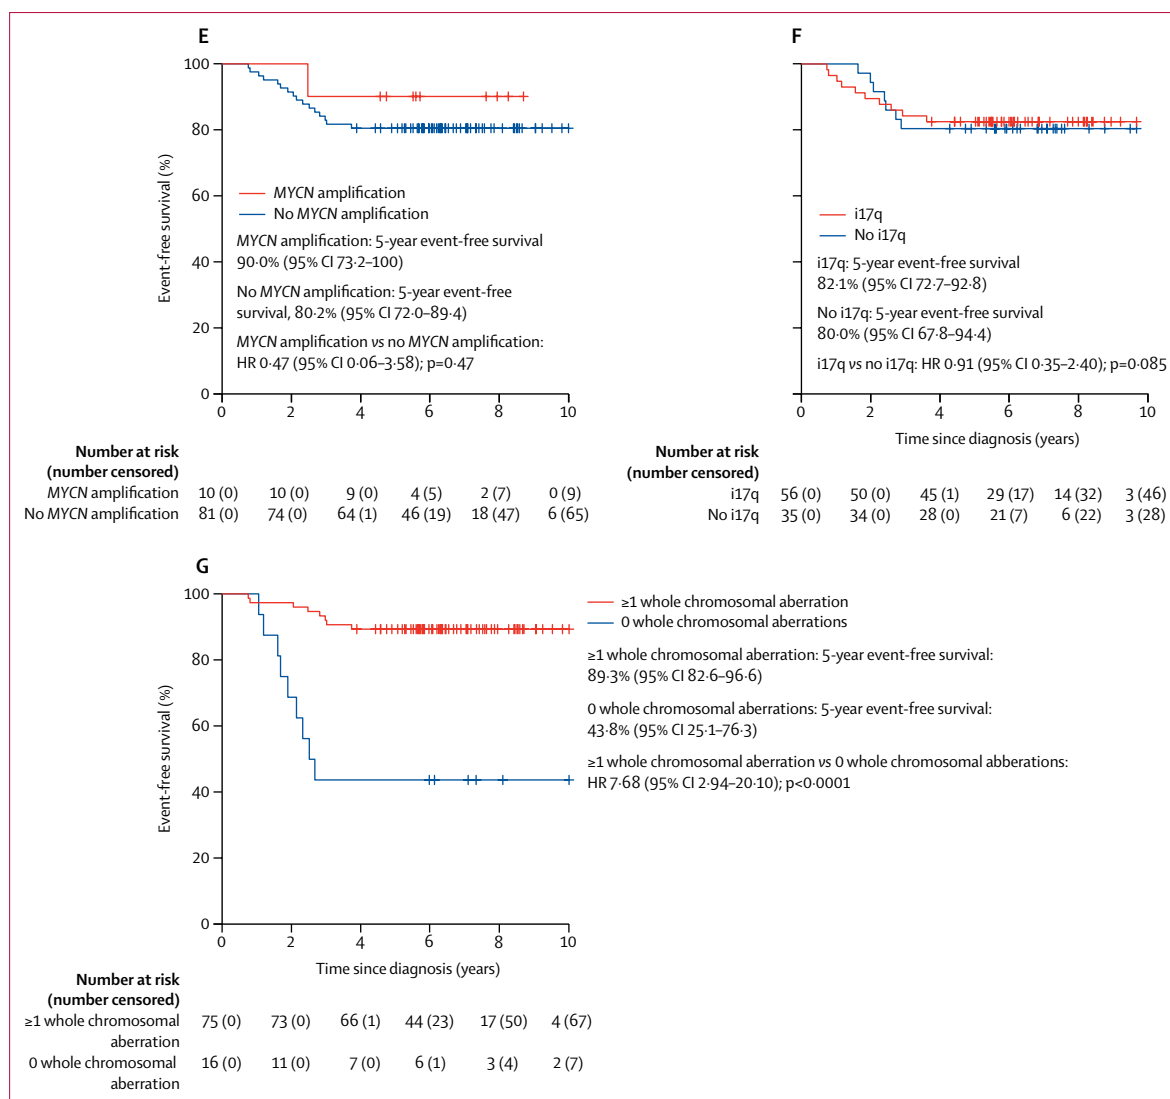 E
100
80
60
40
20
0
Event-free survival (%)
MYCN amplification
No MYCN amplification
MYCN amplification: 5-year event-free survival
90·0% (95% CI 73·2–100)
No MYCN amplification: 5-year event-free
survival, 80·2% (95% CI 72·0–89·4)
MYCN amplification vs no MYCN amplification:
HR 0·47 (95% CI 0·06–3·58); p=0·47
0 2 4 6 8 10
Number at risk
(number censored)
MYCN amplification 10 (0) 10 (0) 9 (0) 4 (5) 2 (7) 0 (9)
No MYCN amplification 81 (0) 74 (0) 64 (1) 46 (19) 18 (47) 6 (65)
F
i17q
No i17q
i17q: 5-year event-free survival
82·1% (95% CI 72·7–92·8)
No i17q: 5-year event-free survival
80·0% (95% CI 67·8–94·4)
i17q vs no i17q: HR 0·91 (95% CI 0·35–2·40); p=0·085
0 2 4 6 8 10
Time since diagnosis (years)
Number at risk
(number censored)
i17q 56 (0) 50 (0) 45 (1) 29 (17) 14 (32) 3 (46)
No i17q 35 (0) 34 (0) 28 (0) 21 (7) 6 (22) 3 (28)
G
100
80
60
40
20
0
Event-free survival (%)
0 2 4 6 8 10
Time since diagnosis (years)
≥1 whole chromosomal aberration
0 whole chromosomal aberrations
≥1 whole chromosomal aberration: 5-year event-free survival:
89·3% (95% CI 82·6–96·6)
0 whole chromosomal aberrations: 5-year event-free survival:
43·8% (95% CI 25·1–76·3)
≥1 whole chromosomal aberration vs 0 whole chromosomal abberations:
HR 7·68 (95% CI 2·94–20·10); p<0·0001
Number at risk
(number censored)
≥1 whole chromosomal 75 (0) 73 (0) 66 (1) 44 (23) 17 (50) 4 (67)
aberration
0 whole chromosomal 16 (0) 11 (0) 7 (0) 6 (1) 3 (4) 2 (7)
aberration